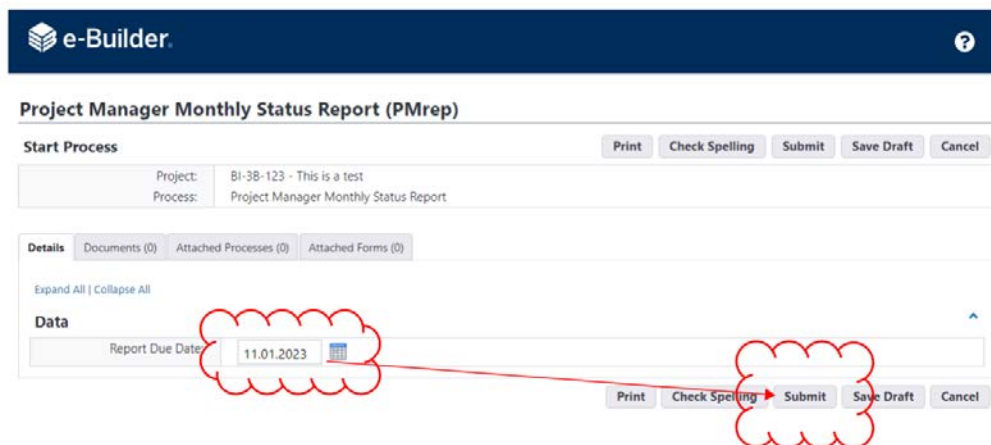 e-Builder.
?
Project Manager Monthly Status Report (PMrep)
Start Process Print Check Spelling Submit Save Draft Cancel
Project: BI-3B-123 - This is a test
Process: Project Manager Monthly Status Report
Details Documents (0) Attached Processes (0) Attached Forms (0)
Expand All | Collapse All
Data
Report Due Date: 11.01.2023
Print Check Spelling Submit Save Draft Cancel